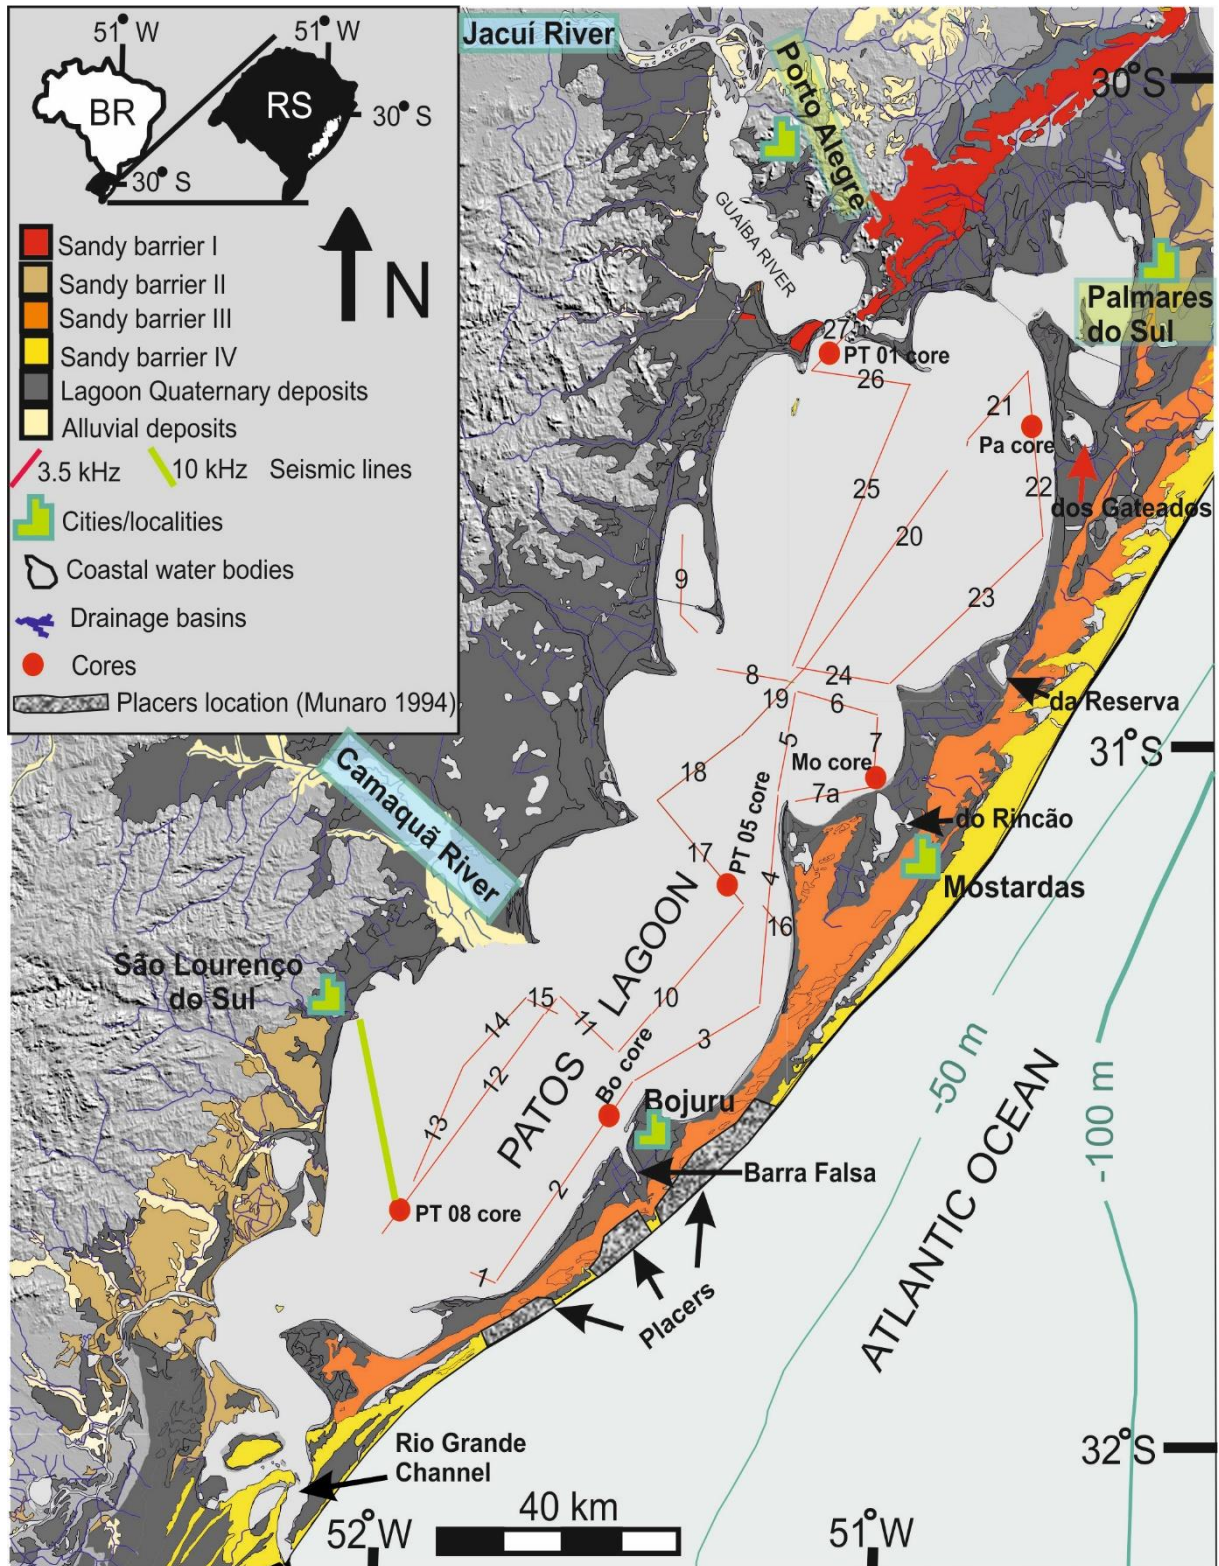 51°W
51°W
BR
RS
30°S
30°S
N
Sandy barrier I
Sandy barrier II
Sandy barrier III
Sandy barrier IV
Lagoon Quaternary deposits
Alluvial deposits
3.5 kHz
10 kHz
Seismic lines
Cities/localities
Coastal water bodies
Drainage basins
Cores
Placers location (Munaro 1994)
Jacuí River
Porto Alegre
30°S
GUAÍBA RIVER
Palmares
do Sul
27
PT 01 core
26
21
Pa core
22
dos Gateados
25
20
9
23
8
24
19
6
da Reserva
5
7
31°S
Mo core
18
7a
Camaquã River
PT 05 core
do Rincão
17
4
Mostardas
16
São Lourenço
do Sul
PATOS LAGOON
15
10
14
11
3
12
-50 m
-100 m
Bo core
Bojuru
13
ATLANTIC OCEAN
2
Barra Falsa
PT 08 core
1
Placers
Rio Grande
Channel
32°S
40 km
52°W
51°W